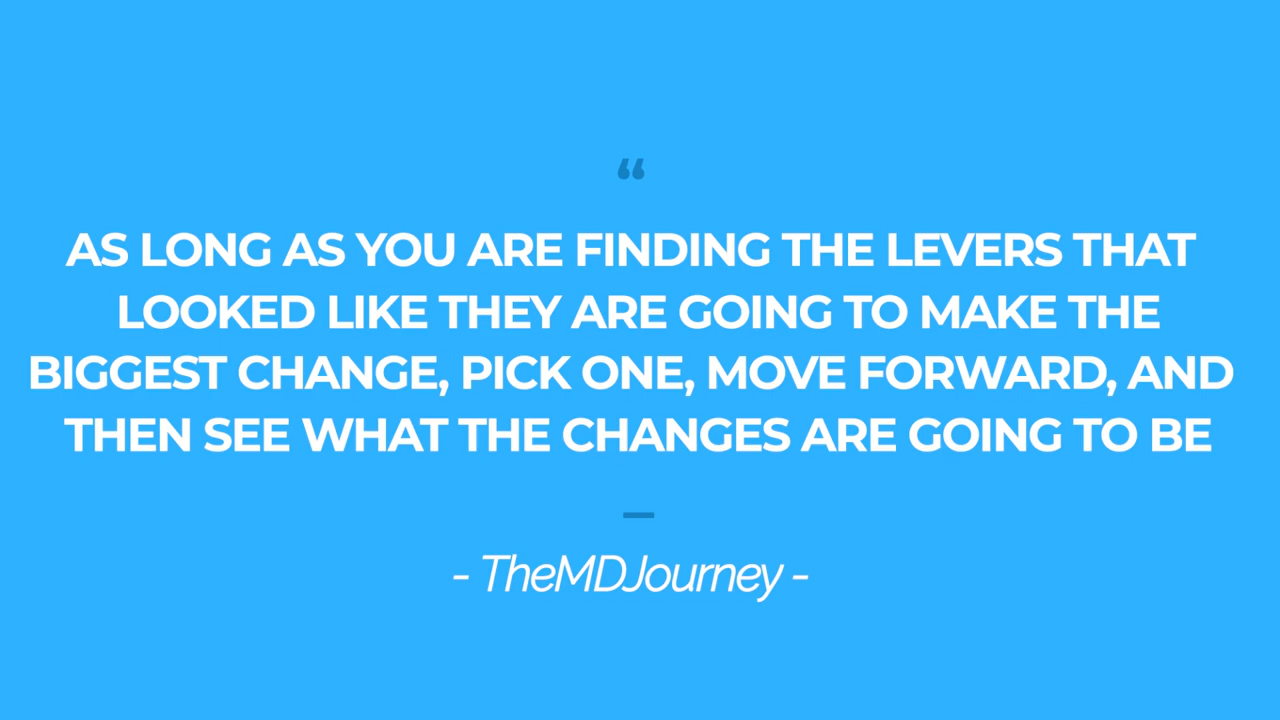 “
AS LONG AS YOU ARE FINDING THE LEVERS THAT
LOOKED LIKE THEY ARE GOING TO MAKE THE
BIGGEST CHANGE, PICK ONE, MOVE FORWARD, AND
THEN SEE WHAT THE CHANGES ARE GOING TO BE
- TheMDJourney -